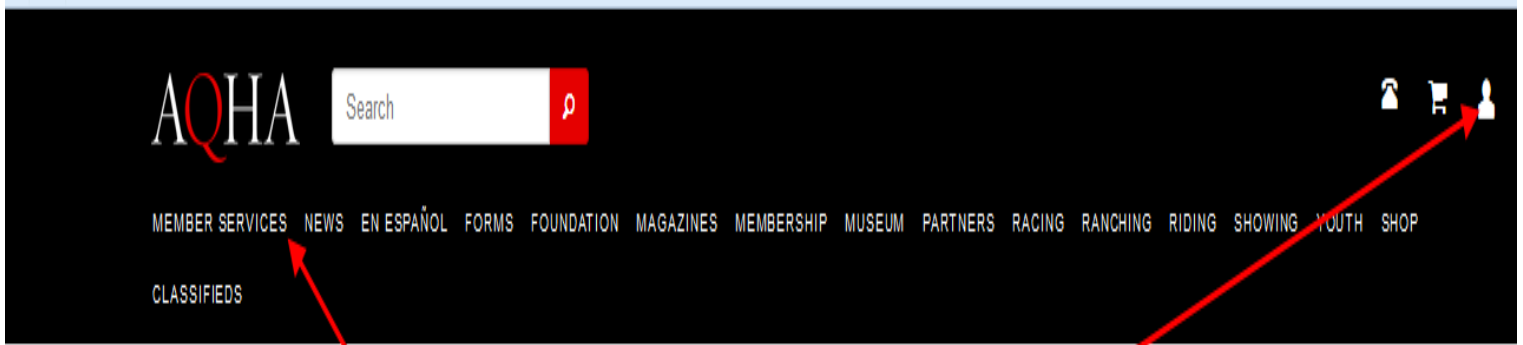 AQHA Search
MEMBER SERVICES NEWS EN ESPAÑOL FORMS FOUNDATION MAGAZINES MEMBERSHIP MUSEUM PARTNERS RACING RANCHING RIDING SHOWING YOUTH SHOP
CLASSIFIEDS